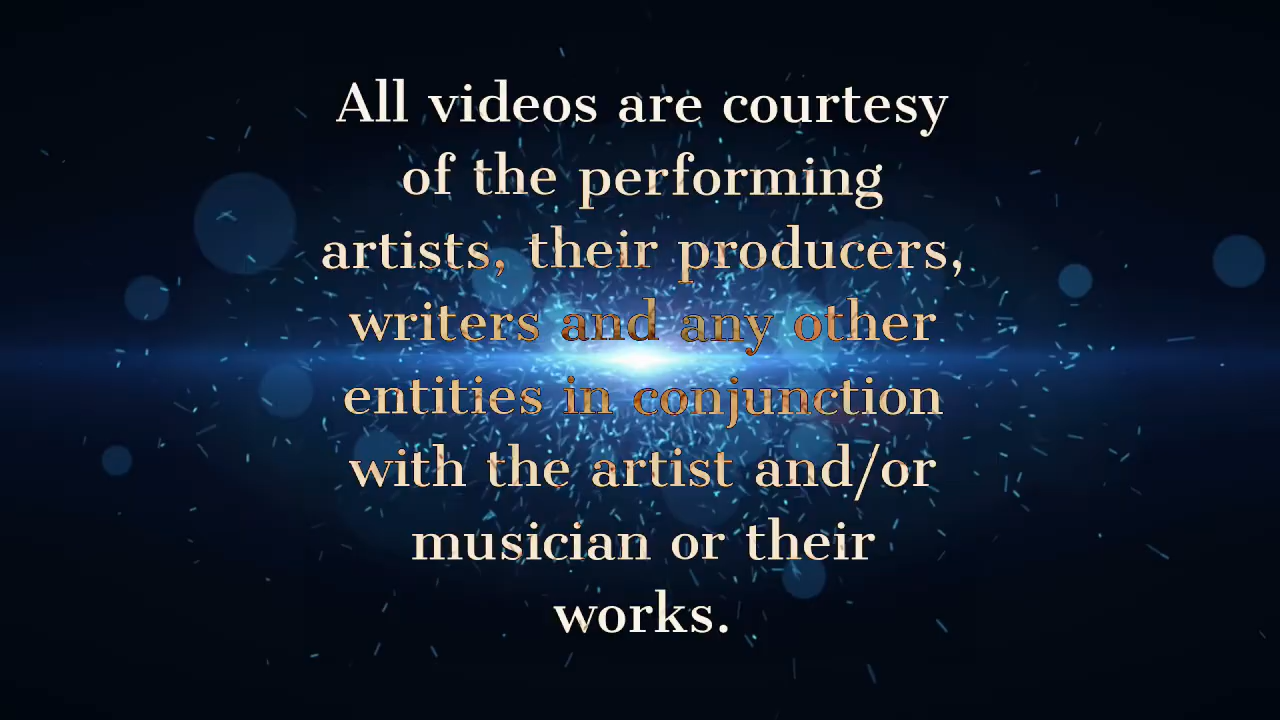 All videos are courtesy
of the performing
artists, their producers,
writers and any other
entities in conjunction
with the artist and/or
musician or their
works.